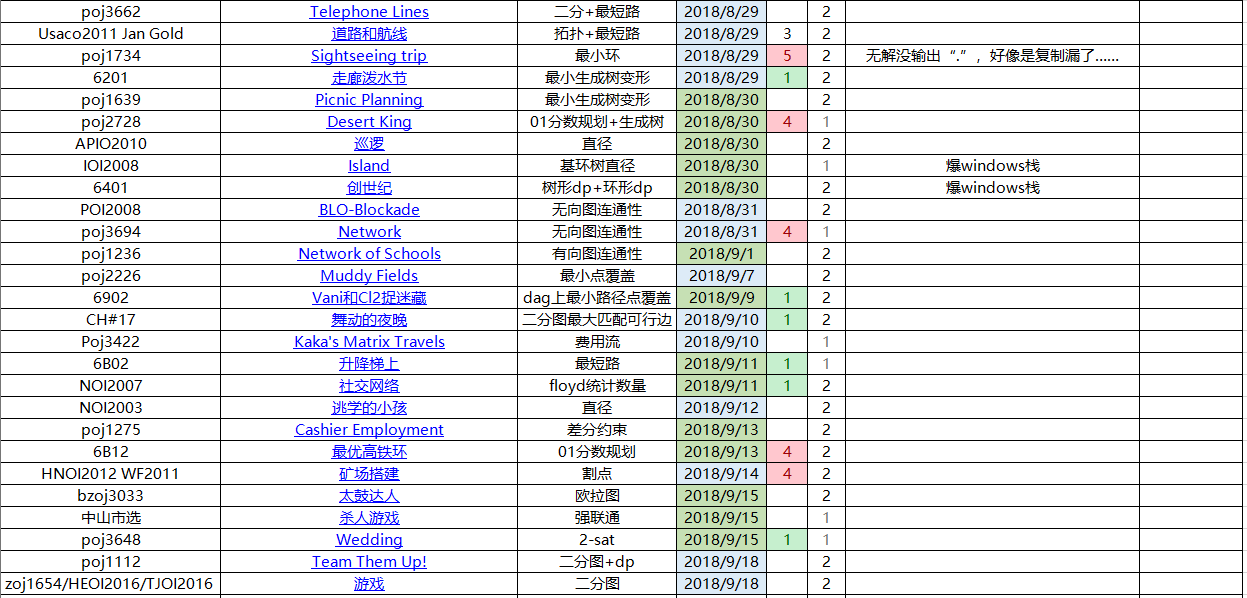 poj3662 Telephone Lines 二分+最短路 2018/8/29 2
Usaco2011 Jan Gold 道路和航线 拓扑+最短路 2018/8/29 3 2
poj1734 Sightseeing trip 最小环 2018/8/29 5 2 无解没输出“.”，好像是复制漏了……
6201 走廊泼水节 最小生成树变形 2018/8/29 1 2
poj1639 Picnic Planning 最小生成树变形 2018/8/30 2
poj2728 Desert King 01分数规划+生成树 2018/8/30 4 1
APIO2010 巡逻 直径 2018/8/30 2
IOI2008 Island 基环树直径 2018/8/30 1 爆windows栈
6401 创世纪 树形dp+环形dp 2018/8/30 2 爆windows栈
POI2008 BLO-Blockade 无向图连通性 2018/8/31 2
poj3694 Network 无向图连通性 2018/8/31 4 1
poj1236 Network of Schools 有向图连通性 2018/9/1 2
poj2226 Muddy Fields 最小点覆盖 2018/9/7 2
6902 Vani和Cl2捉迷藏 dag上最小路径点覆盖 2018/9/9 1 2
CH#17 舞动的夜晚 二分图最大匹配可行边 2018/9/10 1 2
Poj3422 Kaka's Matrix Travels 费用流 2018/9/10 1
6B02 升降梯上 最短路 2018/9/11 1 1
NOI2007 社交网络 floyd统计数量 2018/9/11 1 2
NOI2003 逃学的小孩 直径 2018/9/12 2
poj1275 Cashier Employment 差分约束 2018/9/13 2
6B12 最优高铁环 01分数规划 2018/9/13 4 2
HNOI2012 WF2011 矿场搭建 割点 2018/9/14 4 2
bzoj3033 太鼓达人 欧拉图 2018/9/15 2
中山市选 杀人游戏 强联通 2018/9/15 1
poj3648 Wedding 2-sat 2018/9/15 1 1
poj1112 Team Them Up! 二分图+dp 2018/9/18 2
zoj1654/HEOI2016/TJOI2016 游戏 二分图 2018/9/18 2